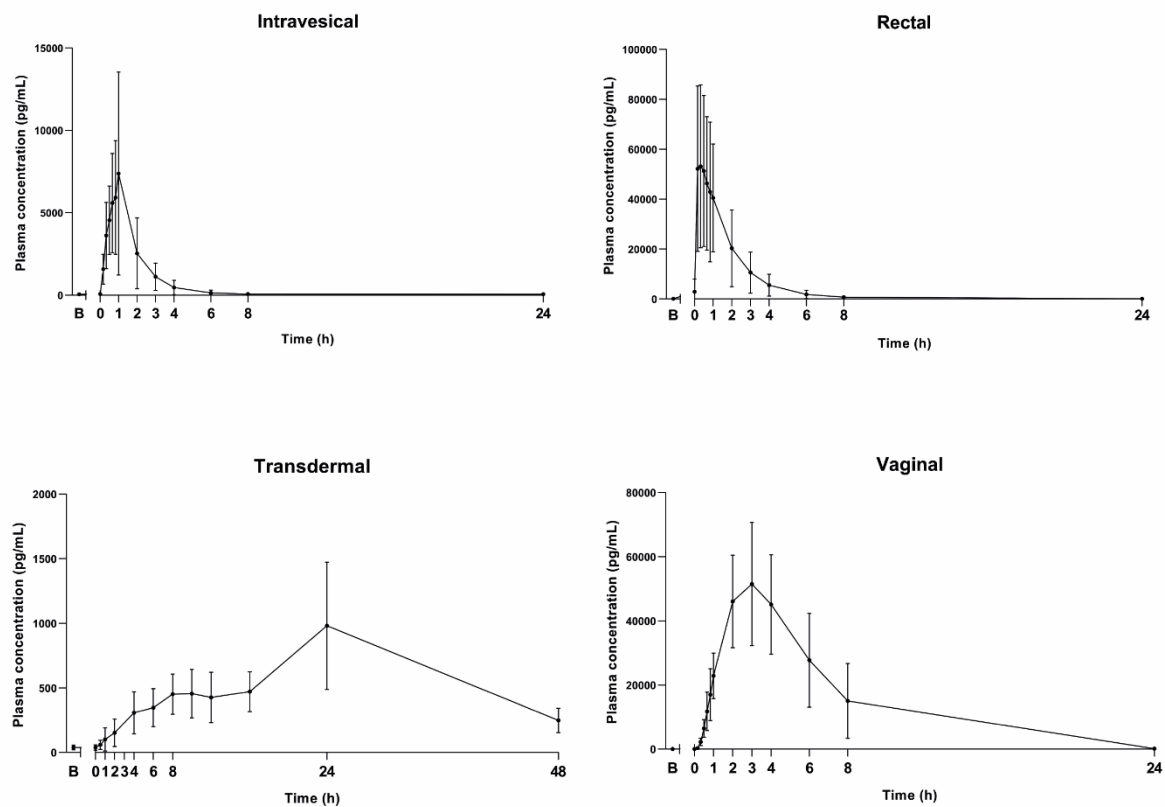 Intravesical
Plasma concentration (pg/mL)
15000
10000
5000
0
B 0 1 2 3 4 6 8 24
Time (h)
Rectal
Plasma concentration (pg/mL)
100000
80000
60000
40000
20000
0
B 0 1 2 3 4 6 8 24
Time (h)
Transdermal
Plasma concentration (pg/mL)
2000
1500
1000
500
0
B 0 1 2 3 4 6 8 24 48
Time (h)
Vaginal
Plasma concentration (pg/mL)
80000
60000
40000
20000
0
B 0 1 2 3 4 6 8 24
Time (h)